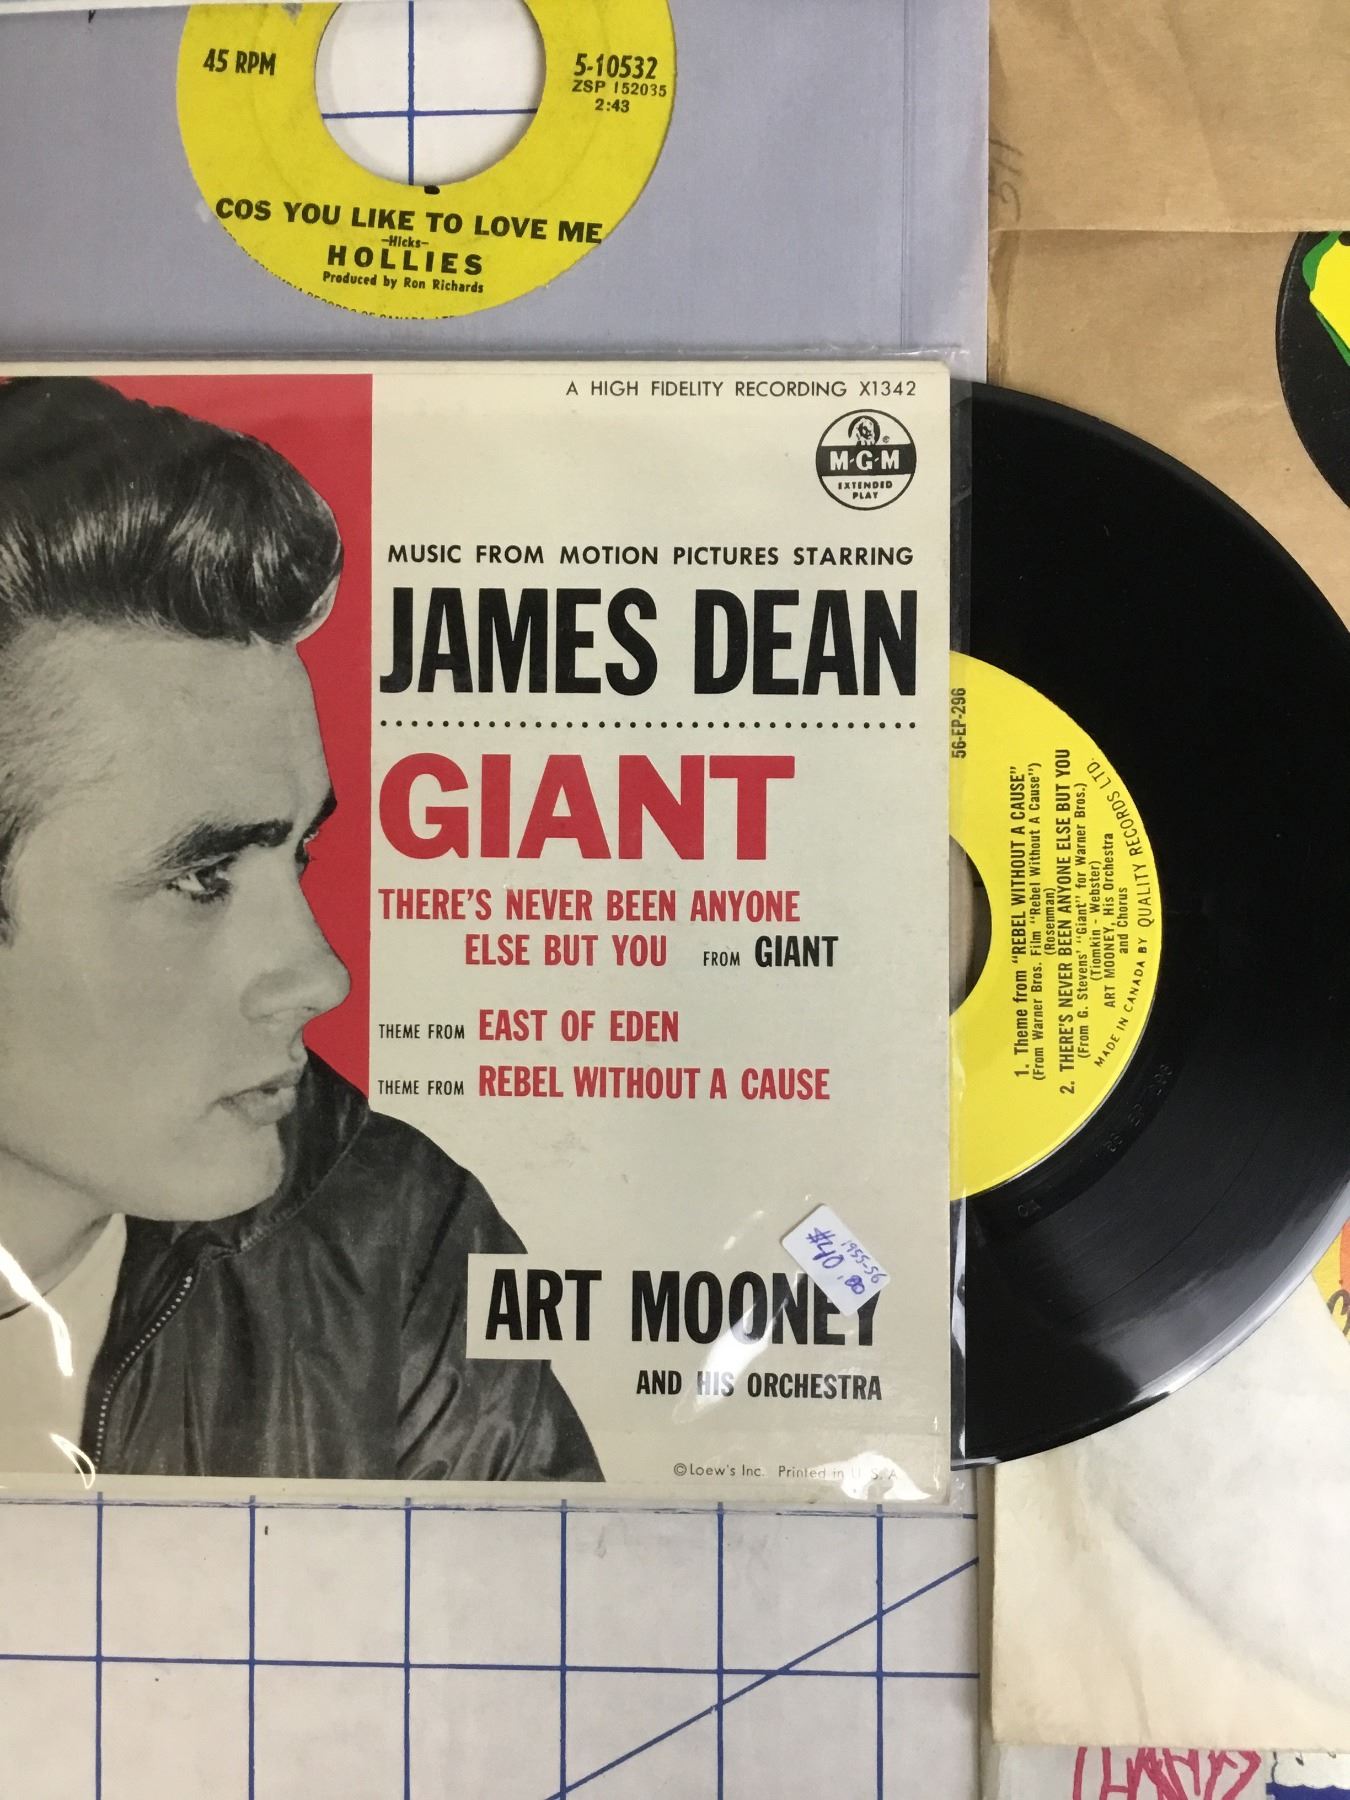 45 RPM
5-10532
ZSP 152035
2:43
COS YOU LIKE TO LOVE ME
-Hicks-
HOLLIES
Produced by Ron Richards
A HIGH FIDELITY RECORDING X1342
M-G-M
EXTENDED
PLAY
MUSIC FROM MOTION PICTURES STARRING
JAMES DEAN
GIANT
THERE'S NEVER BEEN ANYONE
ELSE BUT YOU FROM GIANT
THEME FROM EAST OF EDEN
THEME FROM REBEL WITHOUT A CAUSE
1955-56
$40.00
ART MOONEY
AND HIS ORCHESTRA
©Loew's Inc. Printed in U.S.A.
56-EP-296
1. Theme from "REBEL WITHOUT A CAUSE"
(From Warner Bros. Film "Rebel Without A Cause")
(Rosenman)
2. THERE'S NEVER BEEN ANYONE ELSE BUT YOU
(From G. Stevens' "Giant" for Warner Bros.)
(Tiomkin - Webster)
ART MOONEY, His Orchestra
and Chorus
MADE IN CANADA BY QUALITY RECORDS LTD.